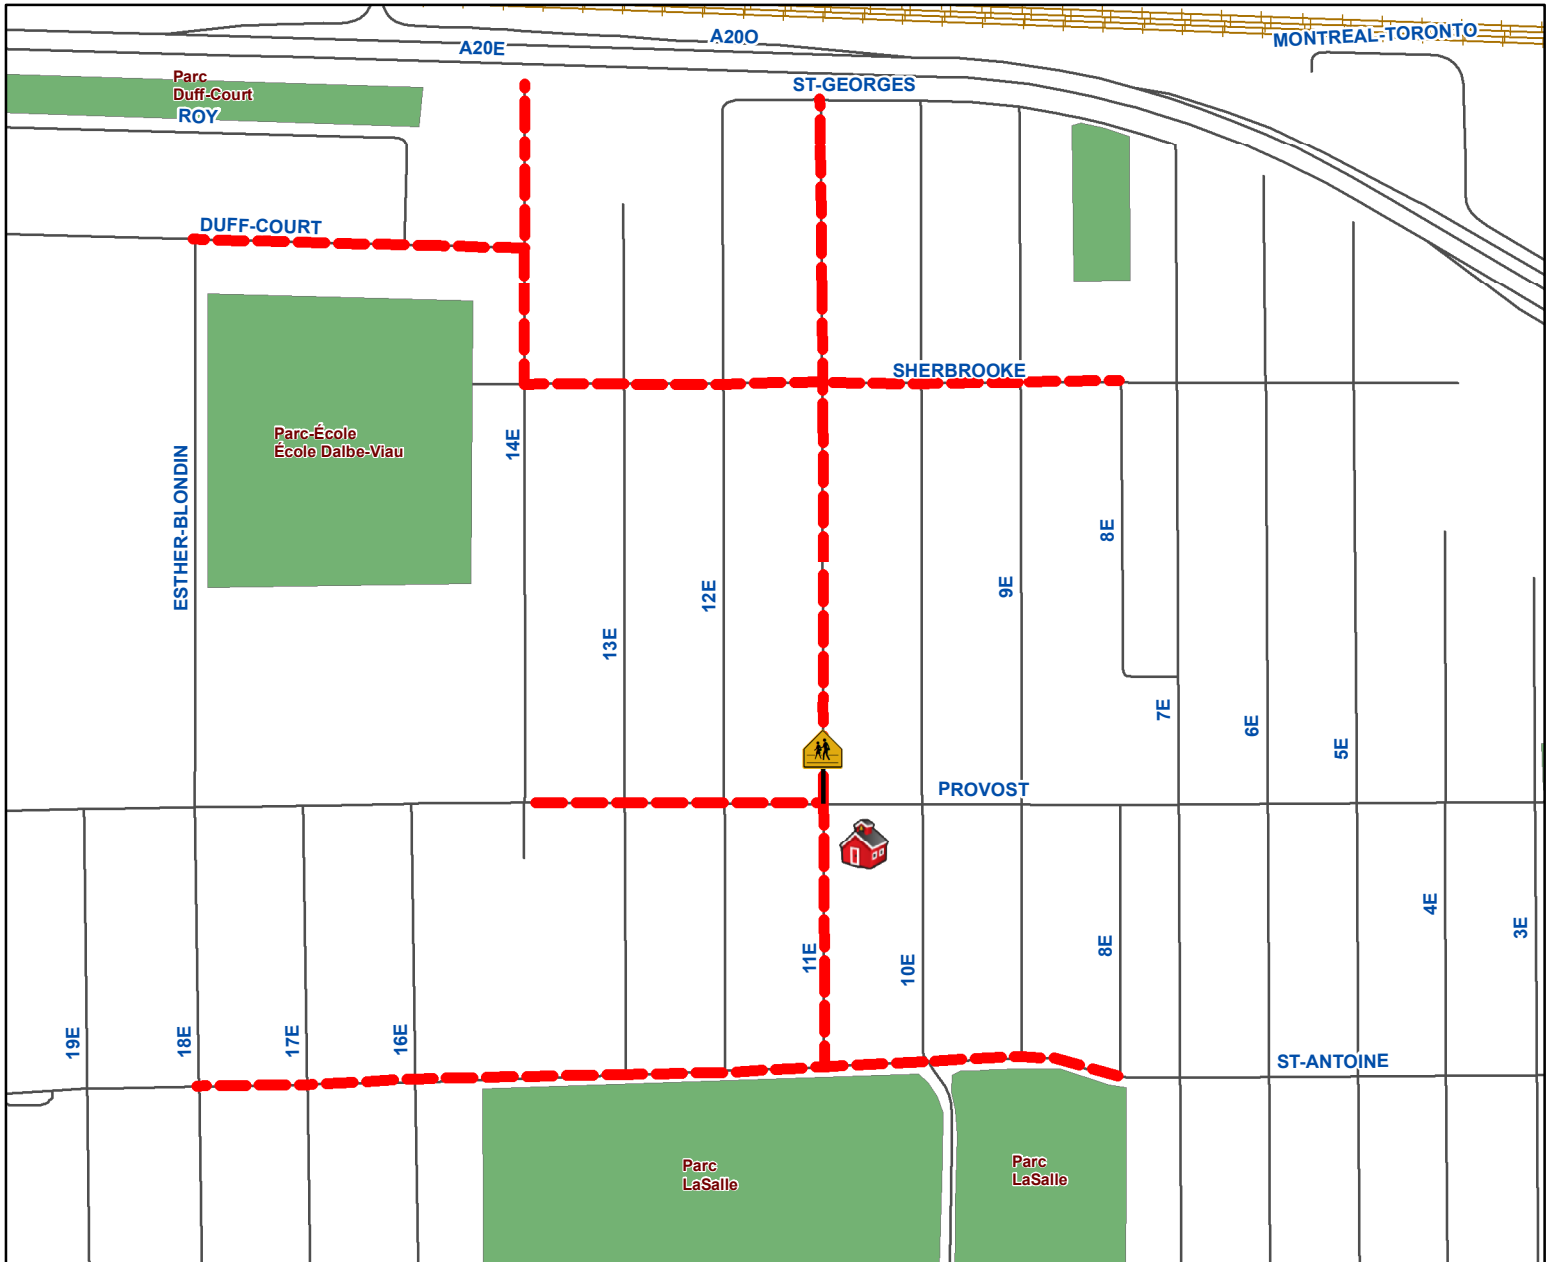 MONTREAL-TORONTO
A20O
A20E
Parc
Duff-Court
ST-GEORGES
ROY
DUFF-COURT
SHERBROOKE
Parc-École
École Dalbe-Viau
14E
ESTHER-BLONDIN
8E
9E
12E
13E
7E
6E
5E
PROVOST
4E
3E
8E
11E
10E
19E
18E
17E
16E
ST-ANTOINE
Parc
LaSalle
Parc
LaSalle